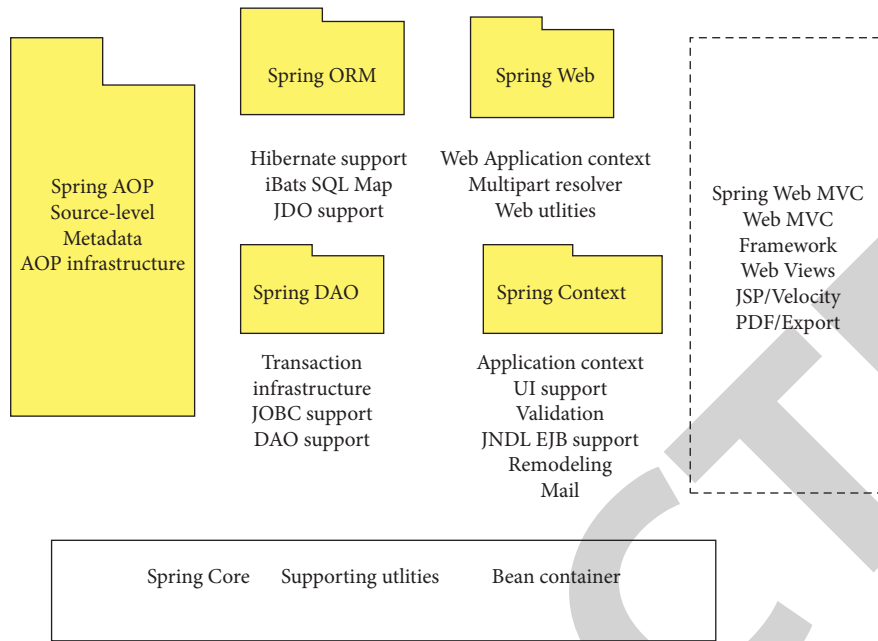 Spring AOP
Source-level
Metadata
AOP infrastructure
Spring ORM
Hibernate support
iBats SQL Map
JDO support
Spring Web
Web Application context
Multipart resolver
Web utlities
Spring DAO
Transaction
infrastructure
JOBC support
DAO support
Spring Context
Application context
UI support
Validation
JNDL EJB support
Remodeling
Mail
Spring Web MVC
Web MVC
Framework
Web Views
JSP/Velocity
PDF/Export
Spring Core Supporting utlities Bean container
CT